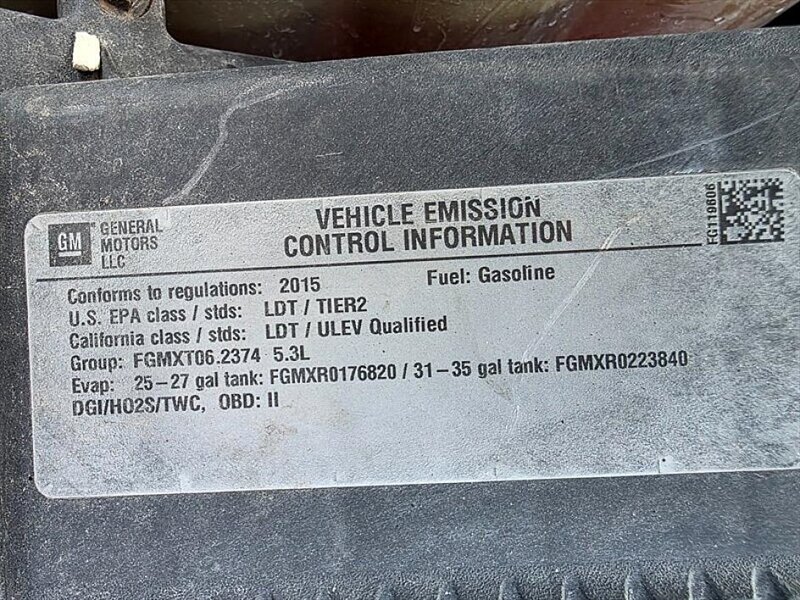 GM
GENERAL
MOTORS
LLC
VEHICLE EMISSION
CONTROL INFORMATION
FG119606
Conforms to regulations: 2015 Fuel: Gasoline
U.S. EPA class / stds: LDT / TIER2
California class / stds: LDT / ULEV Qualified
Group: FGMXT06.2374 5.3L
Evap: 25-27 gal tank: FGMXR0176820 / 31-35 gal tank: FGMXR0223840
DGI/HO2S/TWC, OBD: II